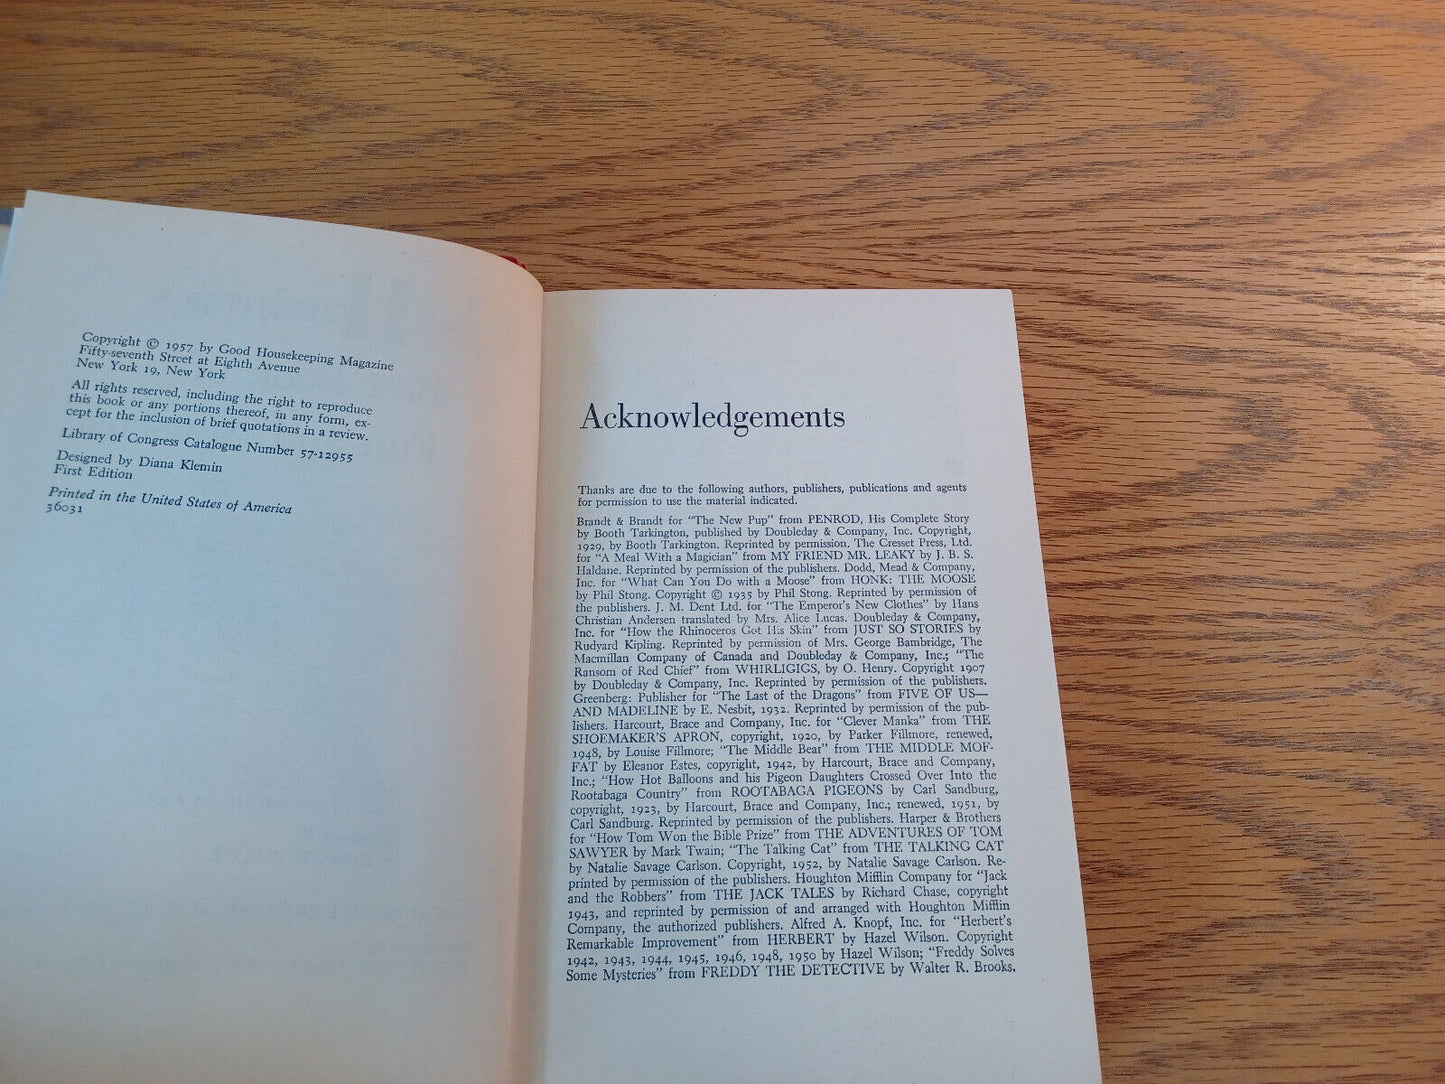 Copyright © 1957 by Good Housekeeping Magazine
Fifty-seventh Street at Eighth Avenue
New York 19, New York
All rights reserved, including the right to reproduce
this book or any portions thereof, in any form, ex-
cept for the inclusion of brief quotations in a review.
Library of Congress Catalogue Number 57-12955
Designed by Diana Klemin
First Edition
Printed in the United States of America
36031
Acknowledgements
Thanks are due to the following authors, publishers, publications and agents
for permission to use the material indicated.
Brandt & Brandt for “The New Pup” from PENROD, His Complete Story
by Booth Tarkington, published by Doubleday & Company, Inc. Copyright,
1929, by Booth Tarkington. Reprinted by permission. The Cresset Press, Ltd.
for “A Meal With a Magician” from MY FRIEND MR. LEAKY by J. B. S.
Haldane. Reprinted by permission of the publishers. Dodd, Mead & Company,
Inc. for “What Can You Do with a Moose” from HONK: THE MOOSE
by Phil Stong. Copyright © 1935 by Phil Stong. Reprinted by permission of
the publishers. J. M. Dent Ltd. for “The Emperor’s New Clothes” by Hans
Christian Andersen translated by Mrs. Alice Lucas. Doubleday & Company,
Inc. for “How the Rhinoceros Got His Skin” from JUST SO STORIES by
Rudyard Kipling. Reprinted by permission of Mrs. George Bambridge, The
Macmillan Company of Canada and Doubleday & Company, Inc.; “The
Ransom of Red Chief” from WHIRLIGIGS, by O. Henry. Copyright 1907
by Doubleday & Company, Inc. Reprinted by permission of the publishers.
Greenberg: Publisher for “The Last of the Dragons” from FIVE OF US—
AND MADELINE by E. Nesbit, 1932. Reprinted by permission of the pub-
lishers. Harcourt, Brace and Company, Inc. for “Clever Manka” from THE
SHOEMAKER’S APRON, copyright, 1920, by Parker Fillmore, renewed,
1948, by Louise Fillmore; “The Middle Bear” from THE MIDDLE MOF-
FAT by Eleanor Estes, copyright, 1942, by Harcourt, Brace and Company,
Inc.; “How Hot Balloons and his Pigeon Daughters Crossed Over Into the
Rootabaga Country” from ROOTABAGA PIGEONS by Carl Sandburg,
copyright, 1923, by Harcourt, Brace and Company, Inc.; renewed, 1951, by
Carl Sandburg. Reprinted by permission of the publishers. Harper & Brothers
for “How Tom Won the Bible Prize” from THE ADVENTURES OF TOM
SAWYER by Mark Twain; “The Talking Cat” from THE TALKING CAT
by Natalie Savage Carlson. Copyright, 1952, by Natalie Savage Carlson. Re-
printed by permission of the publishers. Houghton Mifflin Company for “Jack
and the Robbers” from THE JACK TALES by Richard Chase, copyright
1943, and reprinted by permission of and arranged with Houghton Mifflin
Company, the authorized publishers. Alfred A. Knopf, Inc. for “Herbert’s
Remarkable Improvement” from HERBERT by Hazel Wilson. Copyright
1942, 1943, 1944, 1945, 1946, 1948, 1950 by Hazel Wilson; “Freddy Solves
Some Mysteries” from FREDDY THE DETECTIVE by Walter R. Brooks.